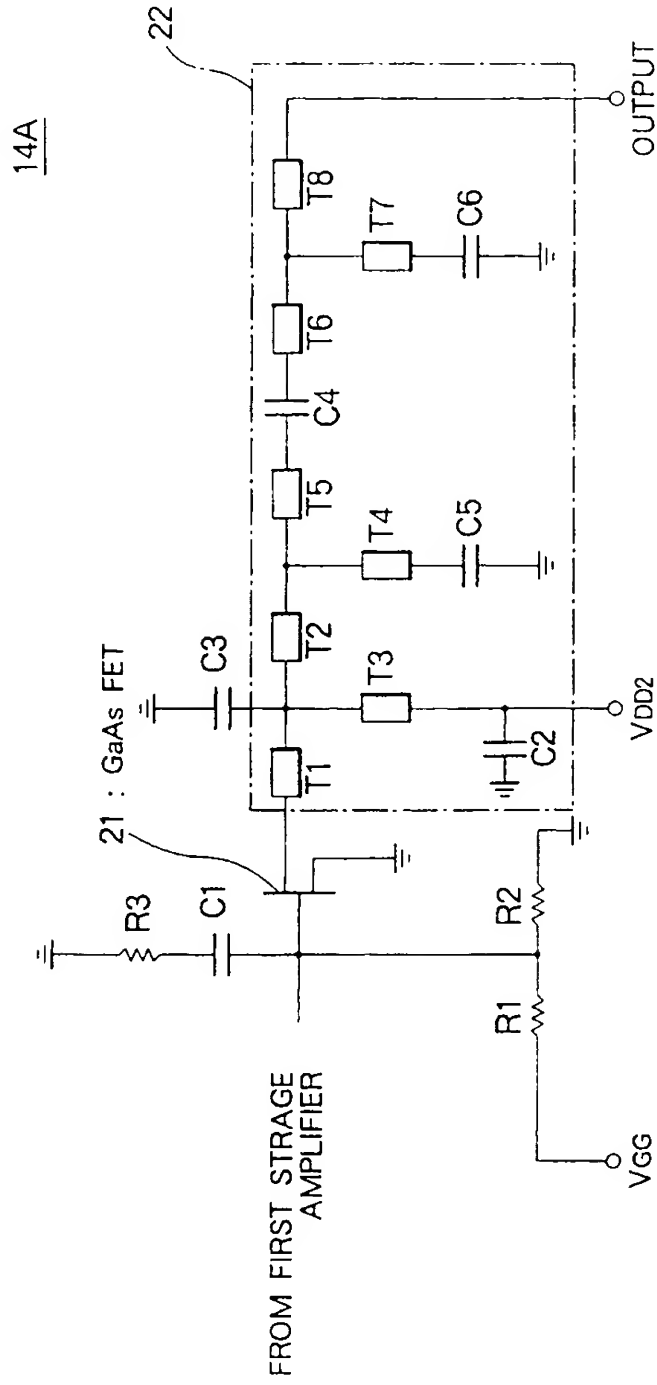 14A
22
21 : GaAs FET
R3
C1
C3
T1
T2
T5
C4
T6
T8
T3
T4
T7
C2
C5
C6
FROM FIRST STRAGE
AMPLIFIER
R1
R2
VGG
VDD2
OUTPUT